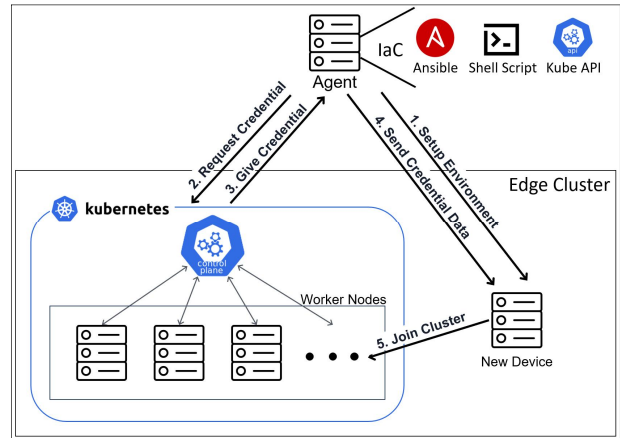 IaC
Ansible
Shell Script
api
Kube API
Agent
2. Request Credential
3. Give Credential
4. Send Credential Data
1. Setup Environment
Edge Cluster
kubernetes
control
plane
Worker Nodes
5. Join Cluster
New Device